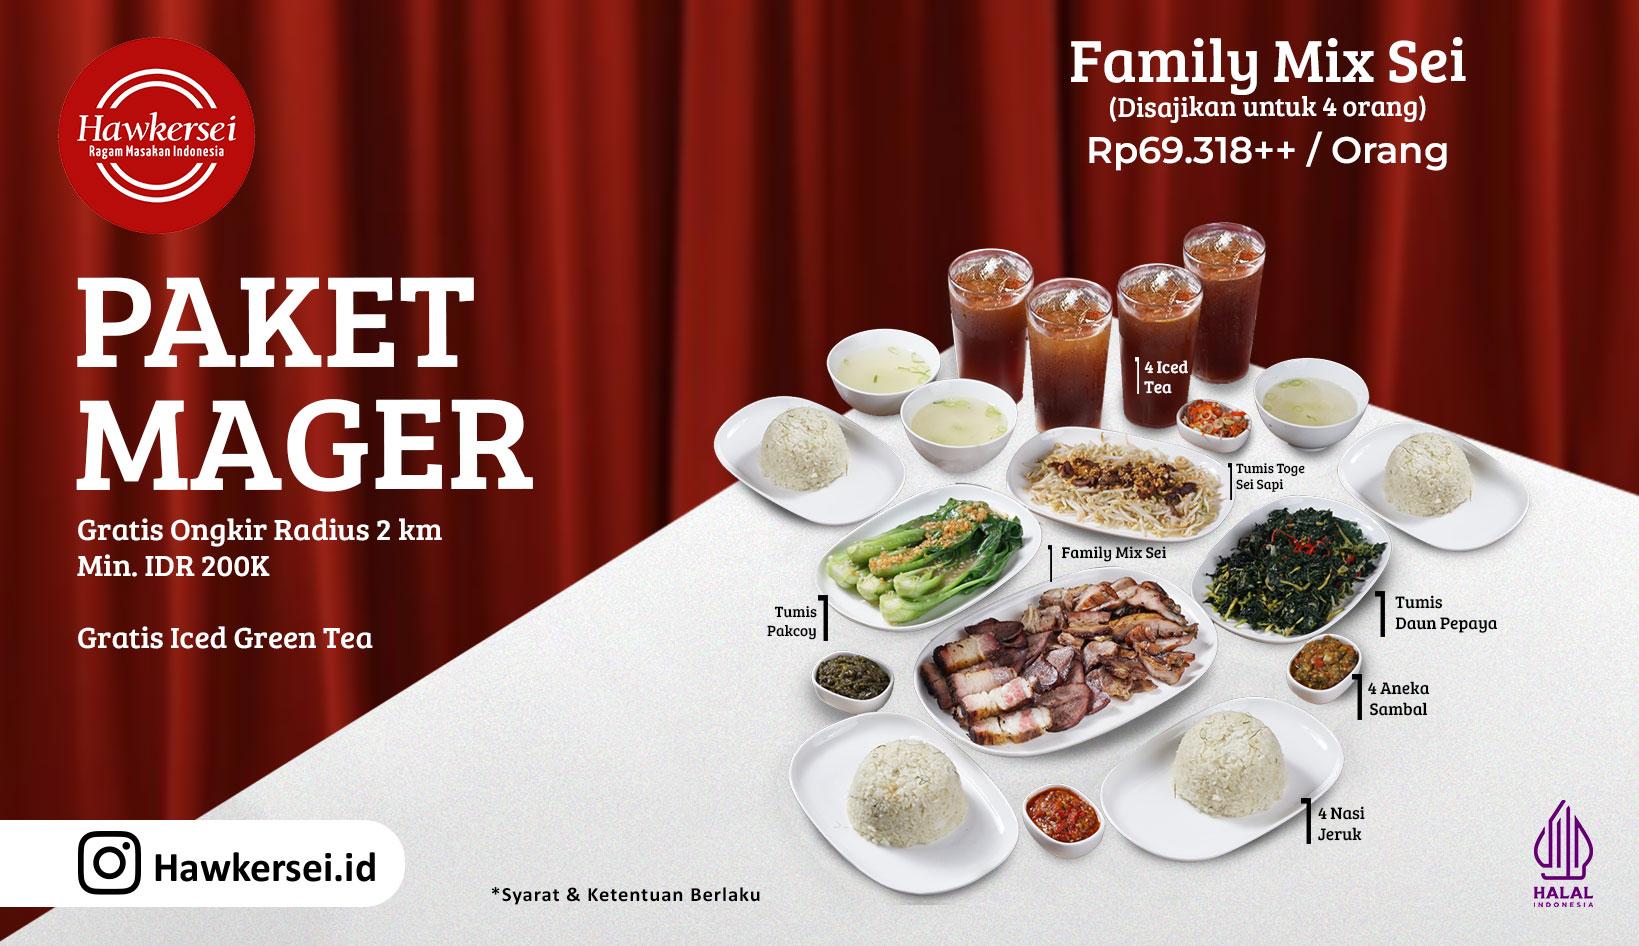 Hawkersei
Ragam Masakan Indonesia
PAKET
MAGER
Gratis Ongkir Radius 2 km
Min. IDR 200K
Gratis Iced Green Tea
Hawkersei.id
*Syarat & Ketentuan Berlaku
Family Mix Sei
(Disajikan untuk 4 orang)
Rp69.318++ / Orang
4 Iced
Tea
Tumis Toge
Sei Sapi
Family Mix Sei
Tumis
Pakcoy
Tumis
Daun Pepaya
4 Aneka
Sambal
4 Nasi
Jeruk
HALAL
INDONESIA